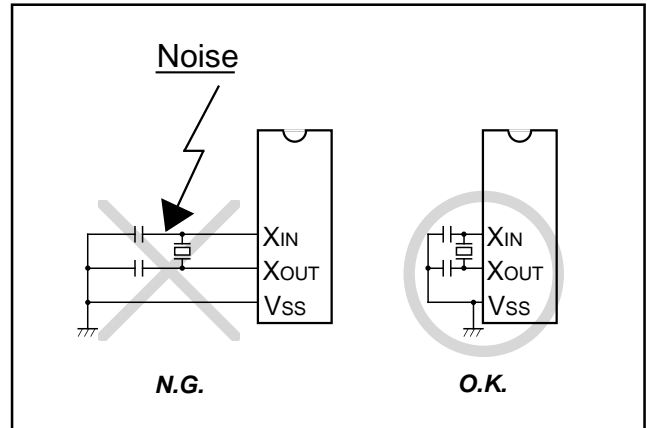 Noise
XIN
XOUT
VSS
N.G.
XIN
XOUT
VSS
O.K.